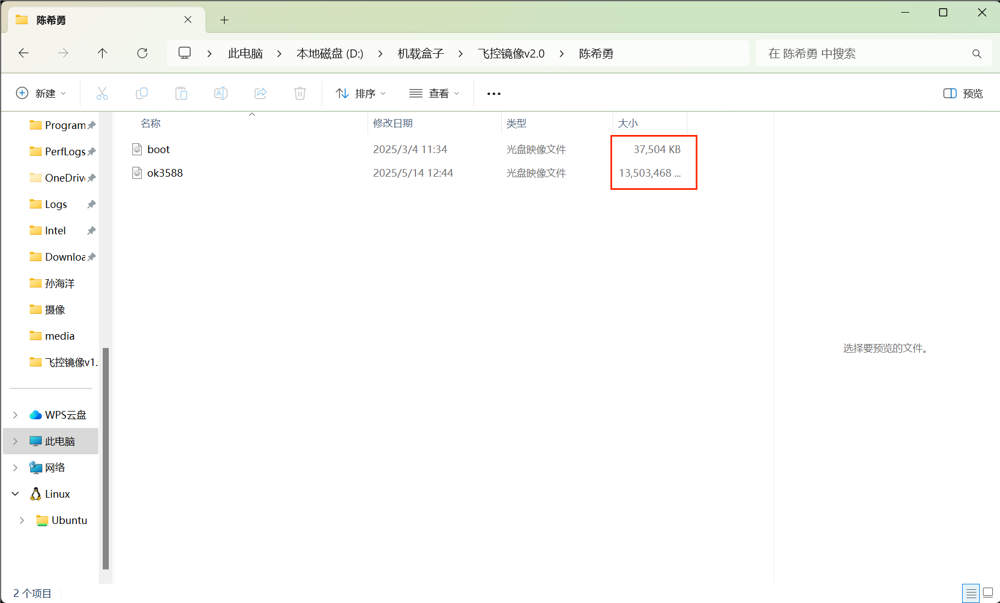 陈希勇
此电脑 本地磁盘 (D:) 机载盒子 飞控镜像v2.0 陈希勇
在 陈希勇 中搜索
新建 排序 查看 ... 预览
名称 修改日期 类型 大小
boot 2025/3/4 11:34 光盘映像文件 37,504 KB
ok3588 2025/5/14 12:44 光盘映像文件 13,503,468 ...
Program
PerfLogs
OneDrive
Logs
Intel
Downloa
孙海洋
摄像
media
飞控镜像v1.
WPS云盘
此电脑
网络
Linux
Ubuntu
选择要预览的文件。
2 个项目